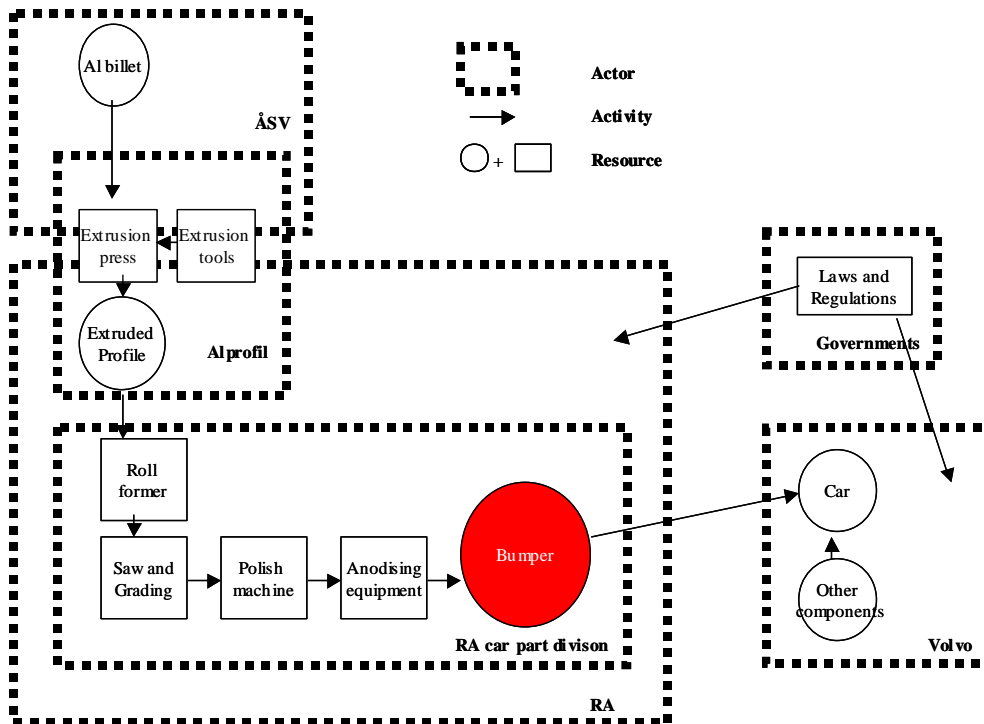 Al billet
ÅSV
Actor
Activity
+
Resource
Extrusion
press
Extrusion
tools
Extruded
Profile
Alprofil
Laws and
Regulations
Governments
Roll
former
Saw and
Grading
Polish
machine
Anodising
equipment
Bumper
RA car part divison
RA
Car
Other
components
Volvo